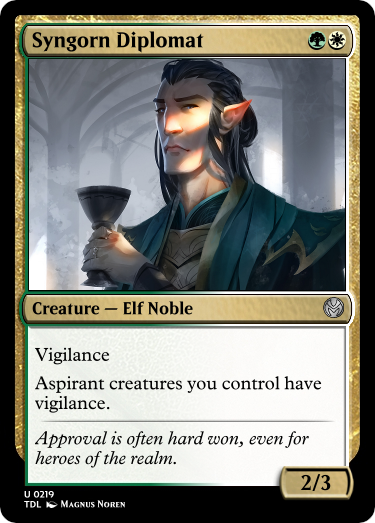 Syngorn Diplomat
Creature — Elf Noble
Vigilance
Aspirant creatures you control have
vigilance.
Approval is often hard won, even for
heroes of the realm.
2/3
U 0219
TDL Magnus Noren